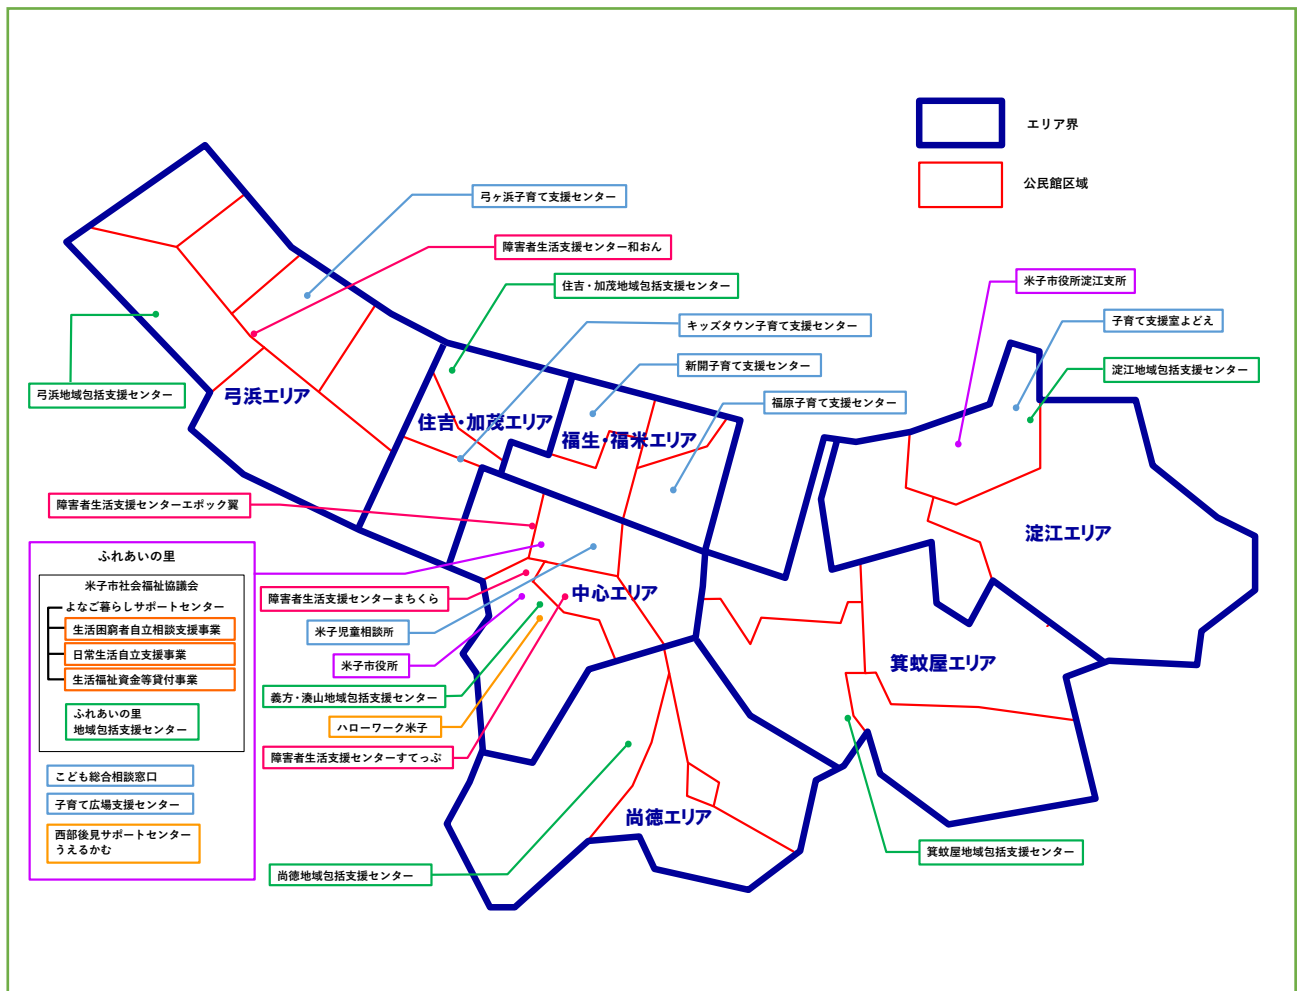 エリア界
公民館区域
弓ヶ浜子育て支援センター
障害者生活支援センター和おん
住吉・加茂地域包括支援センター
米子市役所淀江支所
キッズタウン子育て支援センター
子育て支援室よどえ
新開子育て支援センター
淀江地域包括支援センター
弓浜地域包括支援センター
弓浜エリア
福原子育て支援センター
住吉・加茂エリア
福生・福米エリア
障害者生活支援センターエポック翼
淀江エリア
ふれあいの里
米子市社会福祉協議会
よなご暮らしサポートセンター
生活困窮者自立相談支援事業
日常生活自立支援事業
生活福祉資金等貸付事業
ふれあいの里
地域包括支援センター
こども総合相談窓口
子育て広場支援センター
西部後見サポートセンター
うえるかむ
障害者生活支援センターまちくら
中心エリア
米子児童相談所
米子市役所
箕蚊屋エリア
義方・湊山地域包括支援センター
ハローワーク米子
障害者生活支援センターすてっぷ
尚徳エリア
箕蚊屋地域包括支援センター
尚徳地域包括支援センター